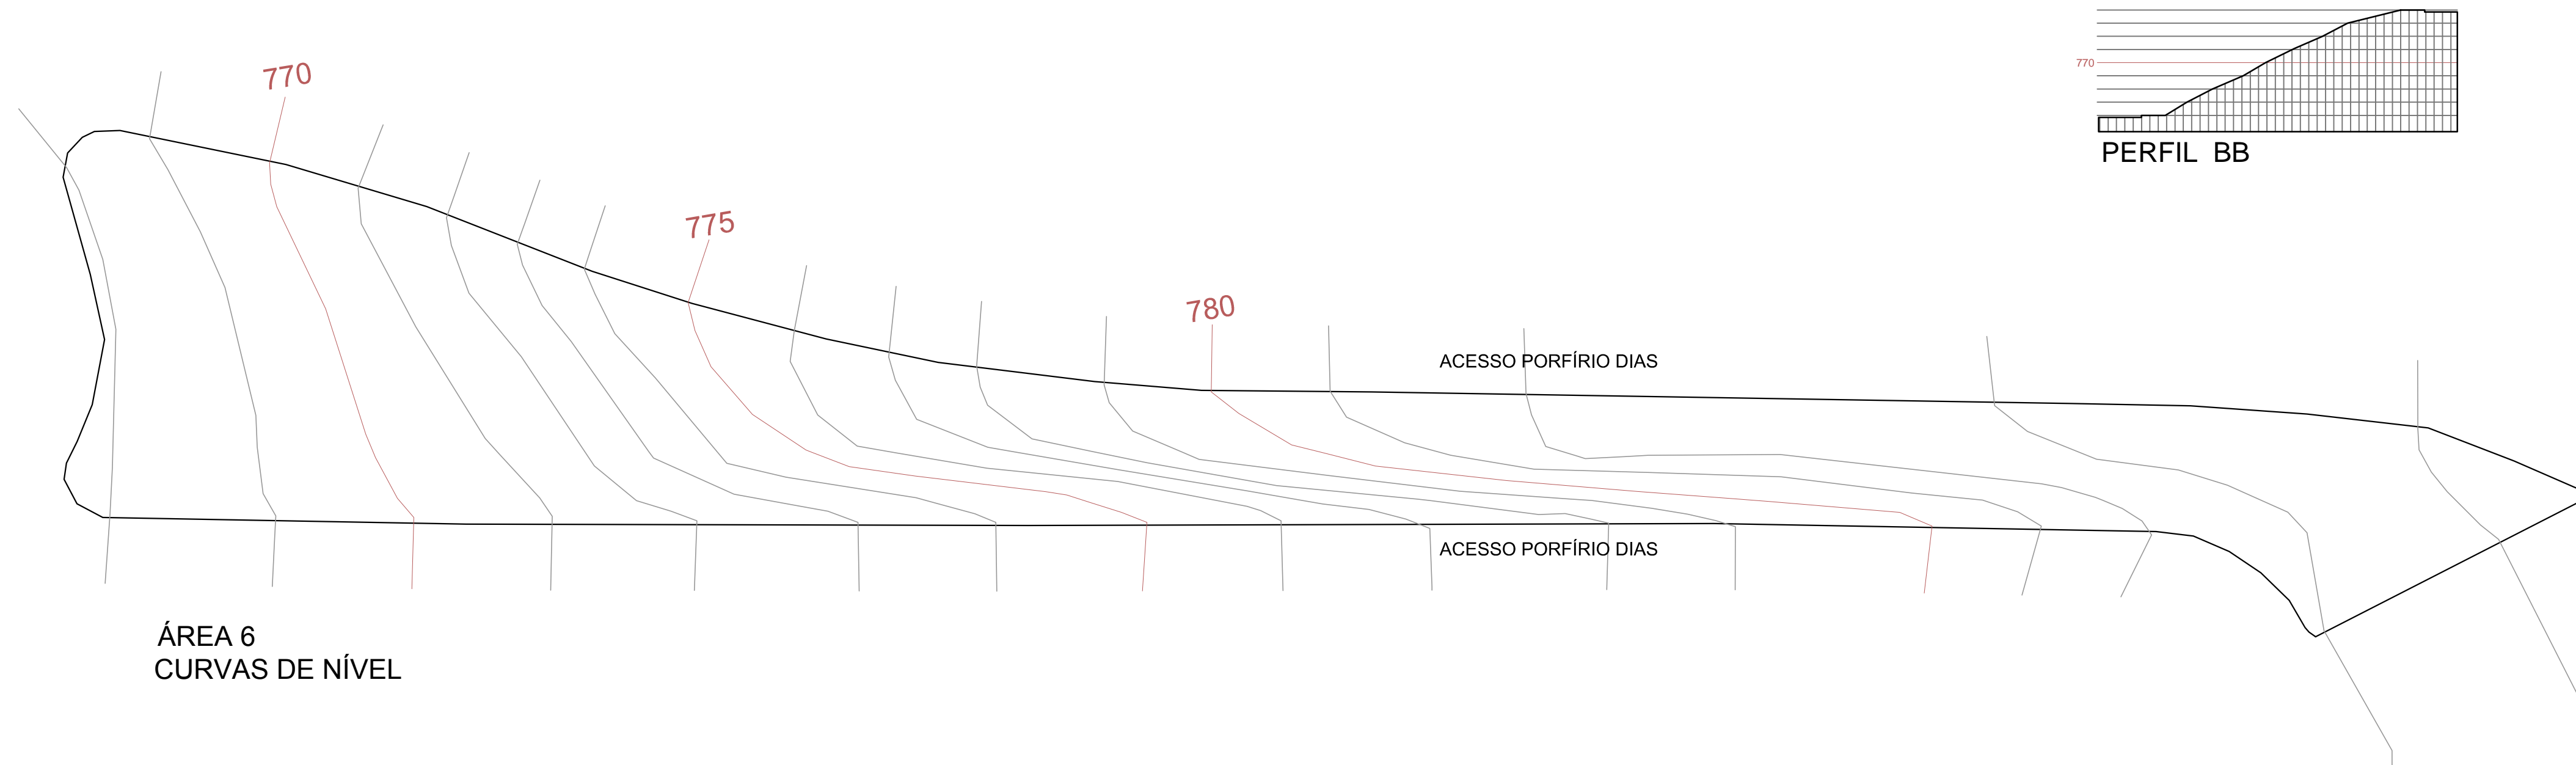 770
770
PERFIL BB
775
780
ACESSO PORFÍRIO DIAS
ACESSO PORFÍRIO DIAS
ÁREA 6
CURVAS DE NÍVEL